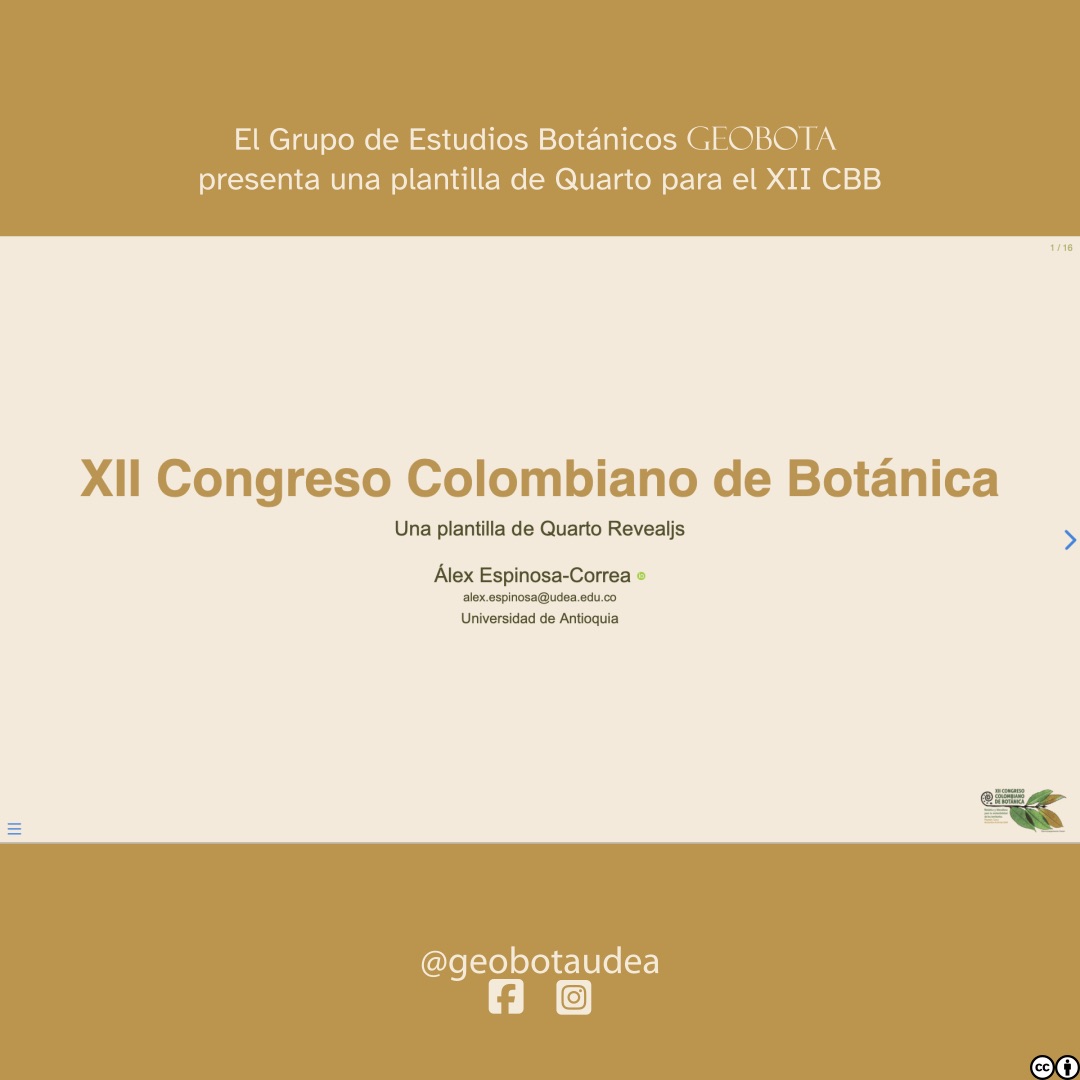 El Grupo de Estudios Botánicos GEOBOTA
presenta una plantilla de Quarto para el XII CBB
1 / 16
XII Congreso Colombiano de Botánica
Una plantilla de Quarto Revealjs
Álex Espinosa-Correa iD
alex.espinosa@udea.edu.co
Universidad de Antioquia
XII CONGRESO
COLOMBIANO
DE BOTÁNICA
@geobotaudea
cc